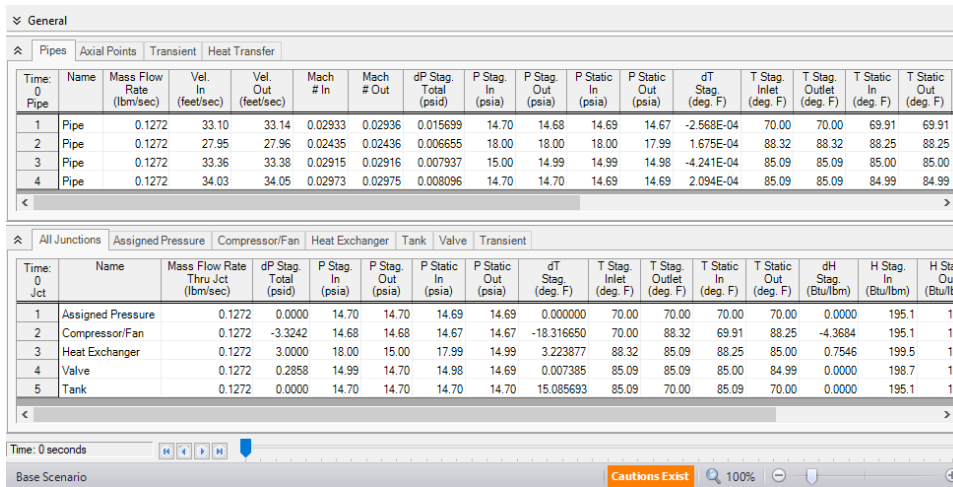 General
Pipes Axial Points Transient Heat Transfer
Time: 0 Pipe Name Mass Flow Rate (lbm/sec) Vel. In (feet/sec) Vel. Out (feet/sec) Mach # In Mach # Out dP Stag. Total (psid) P Stag. In (psia) P Stag. Out (psia) P Static In (psia) P Static Out (psia) dT Stag. (deg. F) T Stag. Inlet (deg. F) T Stag. Outlet (deg. F) T Static In (deg. F) T Static Out (deg. F)
1 Pipe 0.1272 33.10 33.14 0.02933 0.02936 0.015699 14.70 14.68 14.69 14.67 -2.568E-04 70.00 70.00 69.91 69.91
2 Pipe 0.1272 27.95 27.96 0.02435 0.02436 0.006655 18.00 18.00 18.00 17.99 1.675E-04 88.32 88.32 88.25 88.25
3 Pipe 0.1272 33.36 33.38 0.02915 0.02916 0.007937 15.00 14.99 14.99 14.98 -4.241E-04 85.09 85.09 85.00 85.00
4 Pipe 0.1272 34.03 34.05 0.02973 0.02975 0.008096 14.70 14.70 14.69 14.69 2.094E-04 85.09 85.09 84.99 84.99
All Junctions Assigned Pressure Compressor/Fan Heat Exchanger Tank Valve Transient
Time: 0 Jct Name Mass Flow Rate Thru Jct (lbm/sec) dP Stag. Total (psid) P Stag. In (psia) P Stag. Out (psia) P Static In (psia) P Static Out (psia) dT Stag. (deg. F) T Stag. Inlet (deg. F) T Stag. Outlet (deg. F) T Static In (deg. F) T Static Out (deg. F) dH Stag. (Btu/lbm) H Stag. In (Btu/lbm)
1 Assigned Pressure 0.1272 0.0000 14.70 14.70 14.69 14.69 0.000000 70.00 70.00 70.00 70.00 0.0000 195.1 1
2 Compressor/Fan 0.1272 -3.3242 14.68 14.68 14.67 14.67 -18.316650 70.00 88.32 69.91 88.25 -4.3684 195.1 1
3 Heat Exchanger 0.1272 3.0000 18.00 15.00 17.99 14.99 3.223877 88.32 85.09 88.25 85.00 0.7546 199.5 1
4 Valve 0.1272 0.2858 14.99 14.70 14.98 14.69 0.007385 85.09 85.09 85.00 84.99 0.0000 198.7 1
5 Tank 0.1272 0.0000 14.70 14.70 14.70 14.70 15.085693 85.09 70.00 85.09 70.00 0.0000 195.1 1
Time: 0 seconds
Base Scenario Cautions Exist 100%